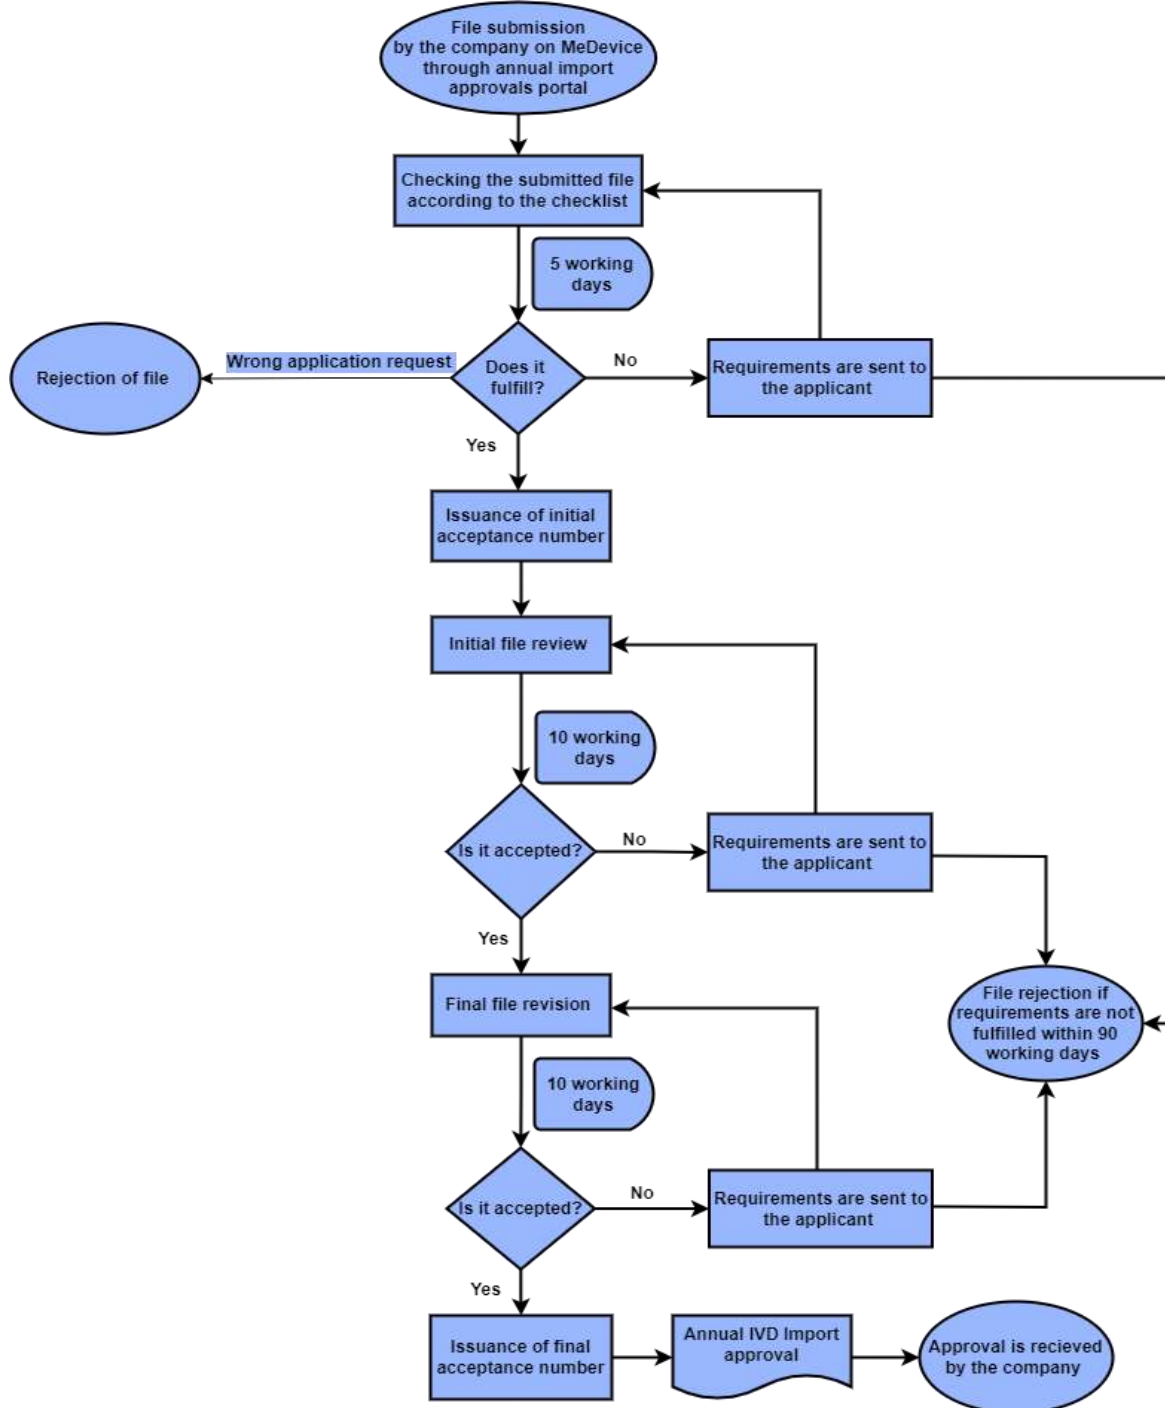 File submission
by the company on MeDevice
through annual import
approvals portal
Checking the submitted file
according to the checklist
5 working
days
Wrong application request
Rejection of file
Does it
fulfill?
No
Requirements are sent to
the applicant
Yes
Issuance of initial
acceptance number
Initial file review
10 working
days
Is it accepted?
No
Requirements are sent to
the applicant
Yes
Final file revision
File rejection if
requirements are not
fulfilled within 90
working days
10 working
days
Is it accepted?
No
Requirements are sent to
the applicant
Yes
Issuance of final
acceptance number
Annual IVD Import
approval
Approval is recieved
by the company